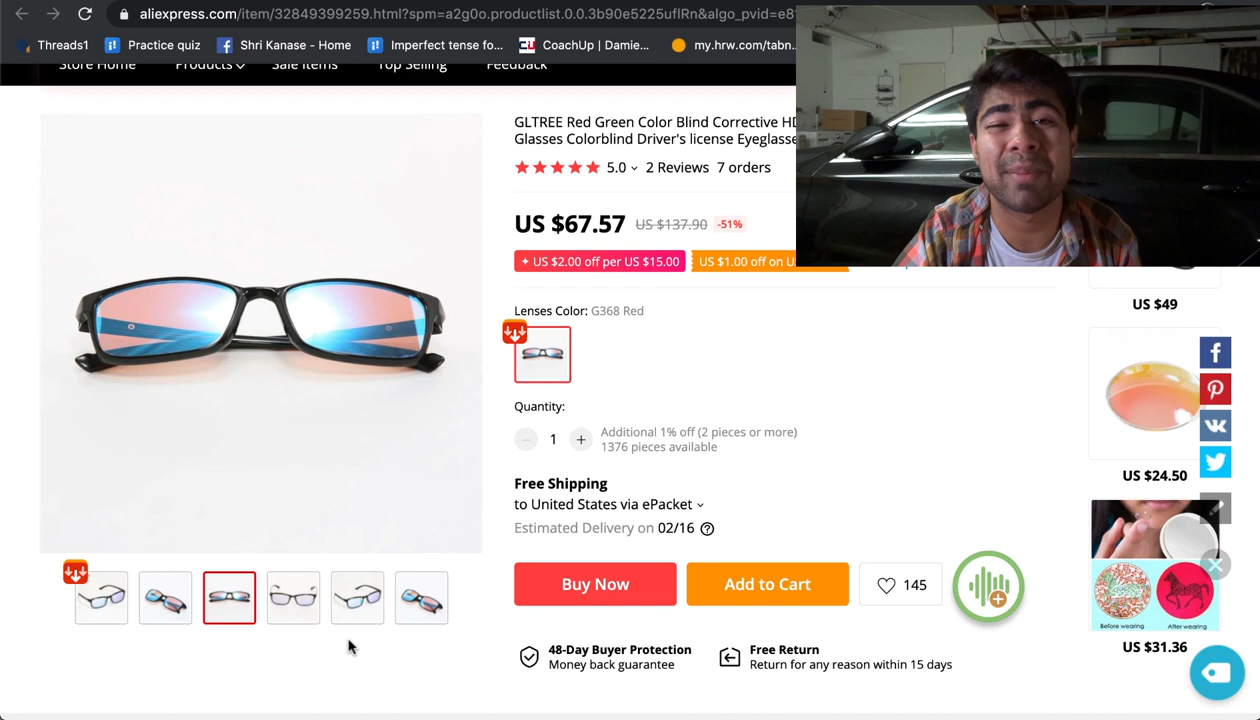 aliexpress.com/item/32849399259.html?spm=a2g0o.productlist.0.0.3b90e5225uflRn&algo_pvid=e8
Threads1 Practice quiz Shri Kanase - Home Imperfect tense fo... CoachUp | Damie... my.hrw.com/tabn...
Store Home Products Sale Items Top Selling Feedback
GLTREE Red Green Color Blind Corrective HD
Glasses Colorblind Driver's license Eyeglasse
5.0 2 Reviews 7 orders
US $67.57 US $137.90 -51%
US $2.00 off per US $15.00 US $1.00 off on U
Lenses Color: G368 Red
Quantity:
1
Additional 1% off (2 pieces or more)
1376 pieces available
Free Shipping
to United States via ePacket
Estimated Delivery on 02/16
Buy Now Add to Cart 145
48-Day Buyer Protection
Money back guarantee
Free Return
Return for any reason within 15 days
US $49
US $24.50
Before wearing After wearing
US $31.36